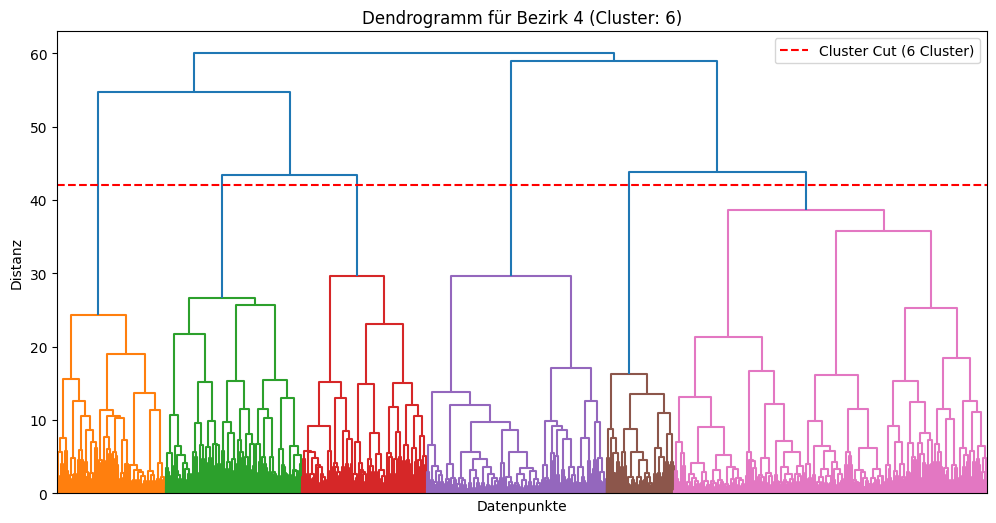 Dendrogramm für Bezirk 4 (Cluster: 6)
Cluster Cut (6 Cluster)
60
50
40
30
20
10
0
Distanz
Datenpunkte